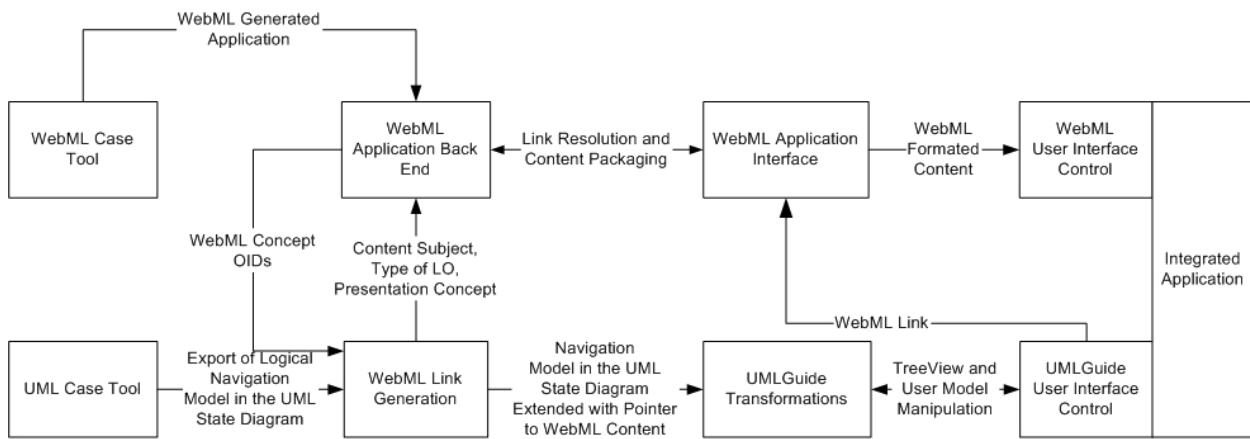 WebML Generated
Application
WebML Case
Tool
WebML
Application Back
End
Link Resolution and
Content Packaging
WebML Application
Interface
WebML
Formated
Content
WebML
User Interface
Control
WebML Concept
OIDs
Content Subject,
Type of LO,
Presentation Concept
Integrated
Application
WebML Link
UML Case Tool
Export of Logical
Navigation
Model in the UML
State Diagram
WebML Link
Generation
Navigation
Model in the UML
State Diagram
Extended with Pointer
to WebML Content
UMLGuide
Transformations
TreeView and
User Model
Manipulation
UMLGuide
User Interface
Control